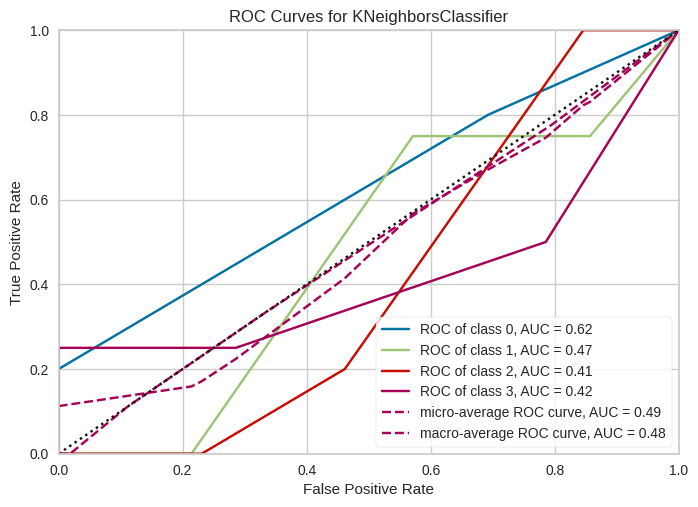 ROC Curves for KNeighborsClassifier
True Positive Rate
1.0
0.8
0.6
0.4
0.2
0.0
ROC of class 0, AUC = 0.62
ROC of class 1, AUC = 0.47
ROC of class 2, AUC = 0.41
ROC of class 3, AUC = 0.42
micro-average ROC curve, AUC = 0.49
macro-average ROC curve, AUC = 0.48
0.0 0.2 0.4 0.6 0.8 1.0
False Positive Rate